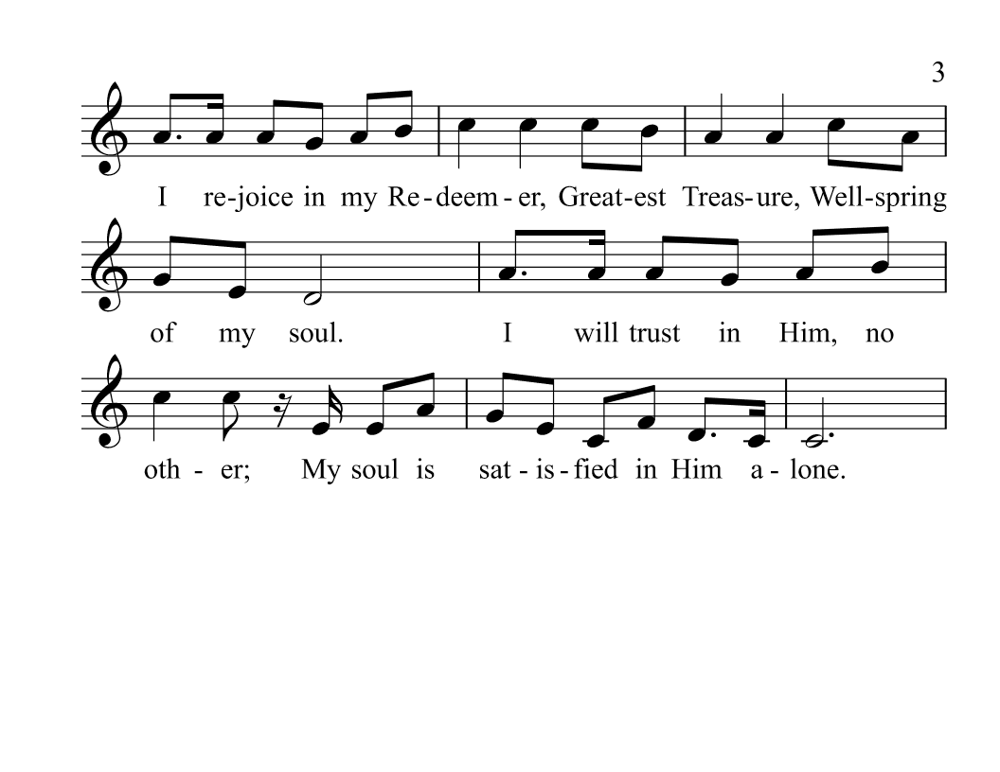 3
I re-joice in my Re-deem-er, Great-est Treas-ure, Well-spring
of my soul. I will trust in Him, no
oth - er; My soul is sat - is - fied in Him a - lone.